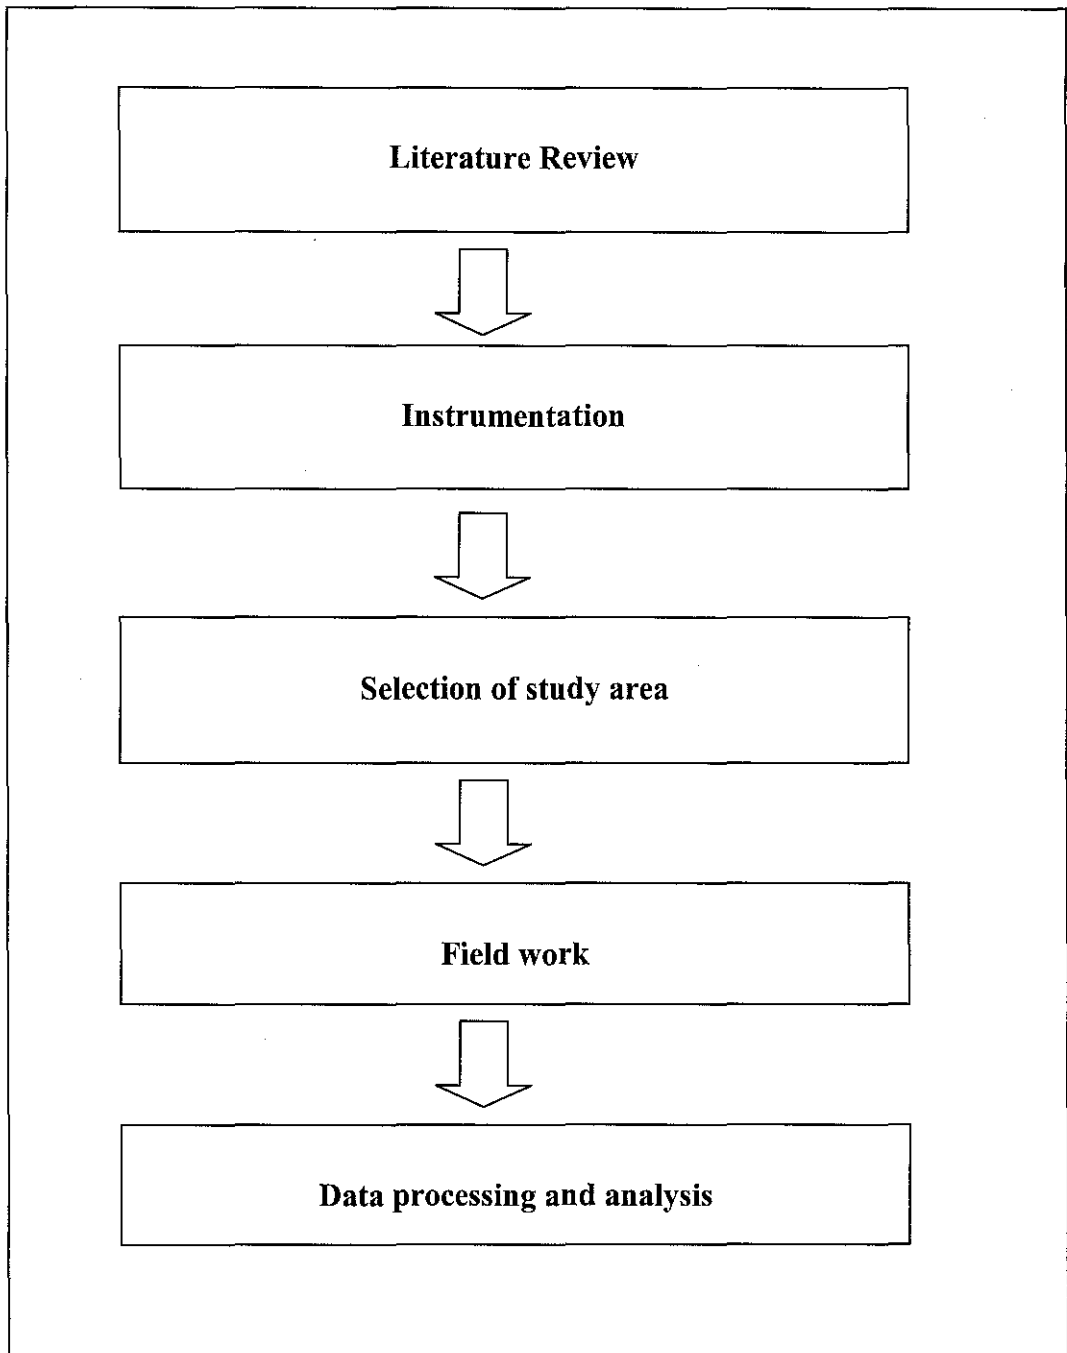 Literature Review
Instrumentation
Selection of study area
Field work
Data processing and analysis